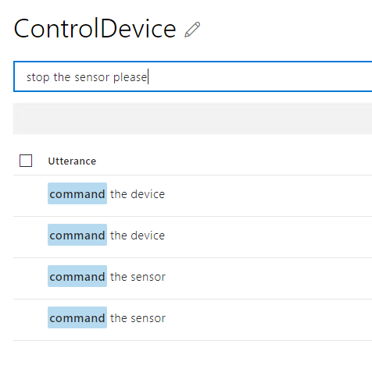 ControlDevice
stop the sensor please
Utterance
command the device
command the device
command the sensor
command the sensor